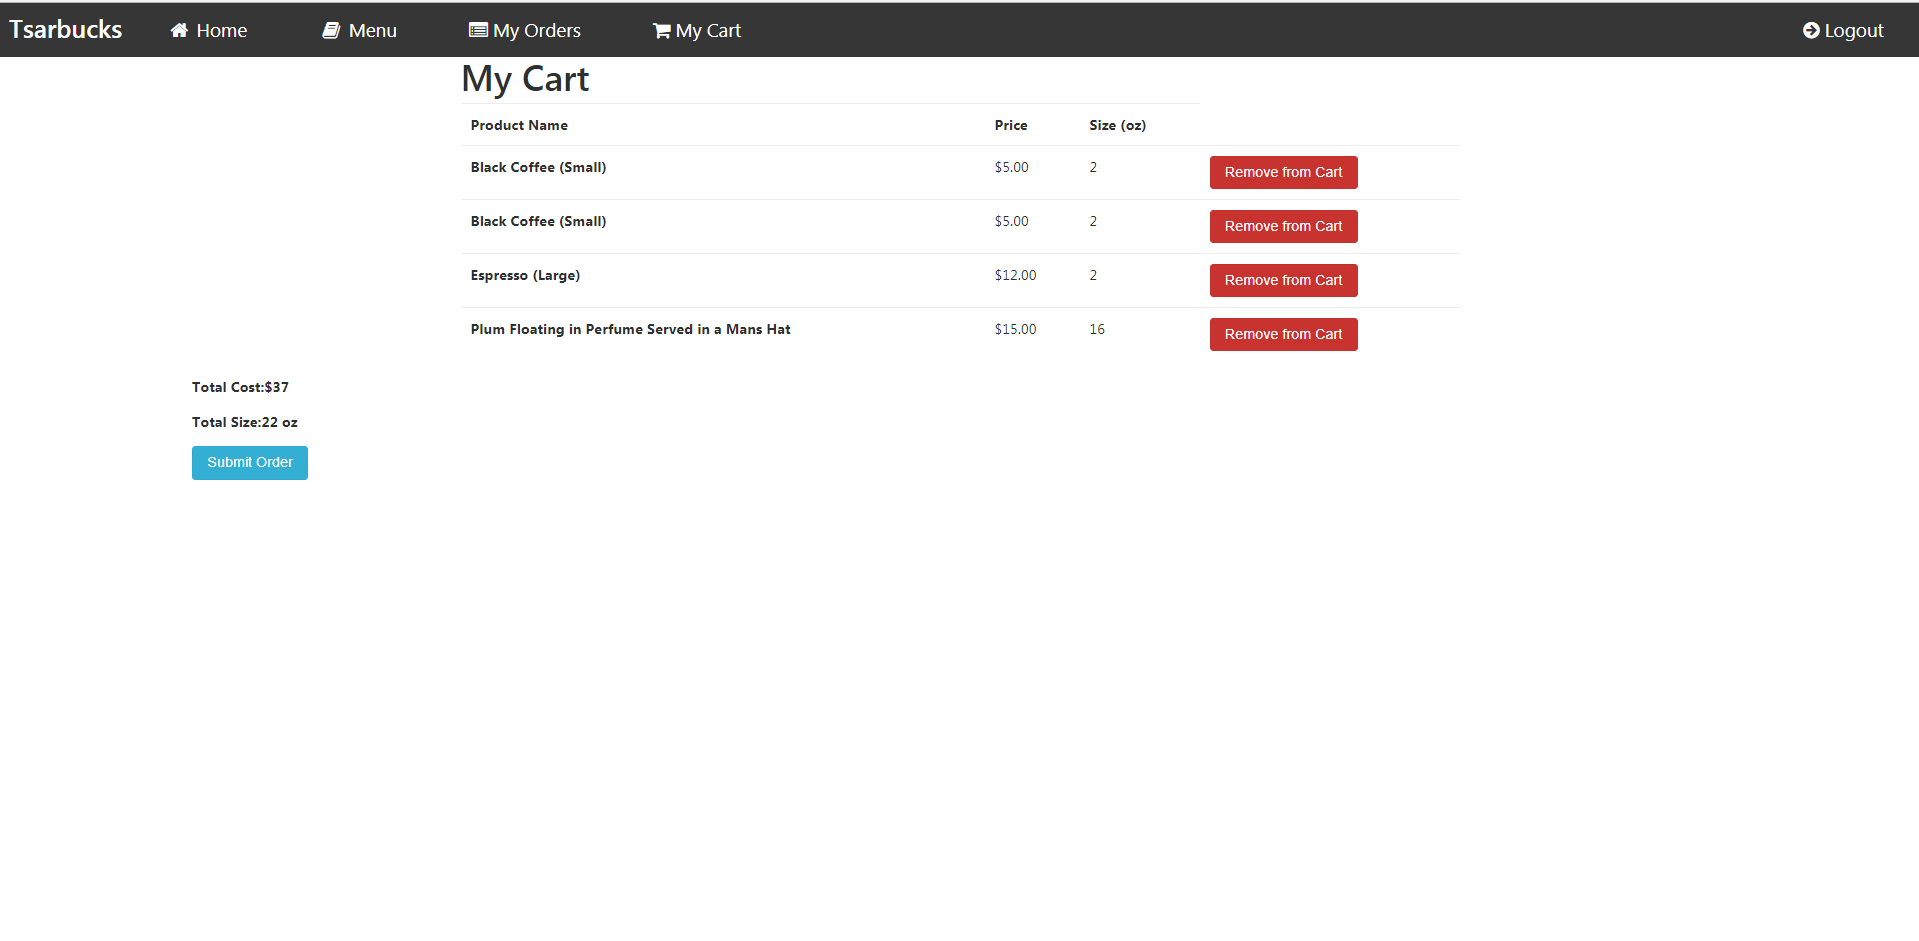 Tsarbucks Home Menu My Orders My Cart Logout
My Cart
Product Name Price Size (oz)
Black Coffee (Small) $5.00 2 Remove from Cart
Black Coffee (Small) $5.00 2 Remove from Cart
Espresso (Large) $12.00 2 Remove from Cart
Plum Floating in Perfume Served in a Mans Hat $15.00 16 Remove from Cart
Total Cost:$37
Total Size:22 oz
Submit Order